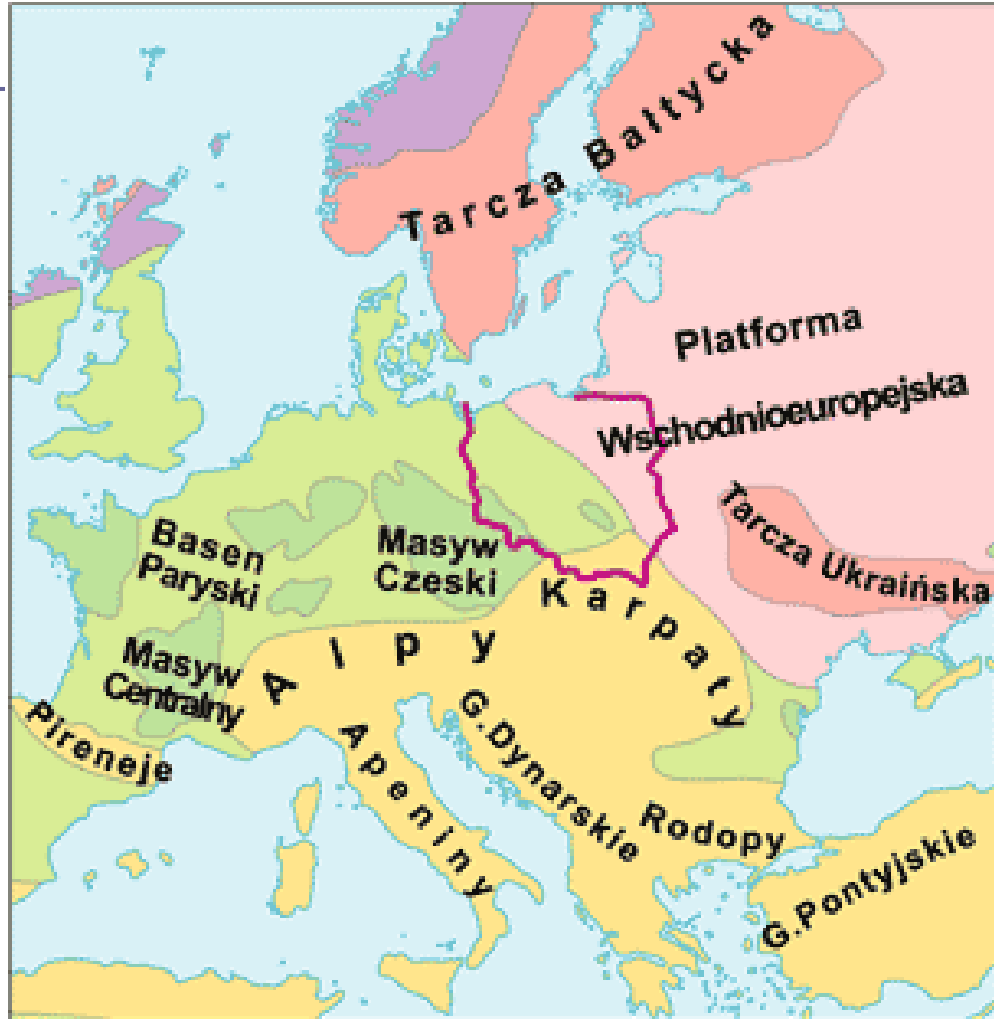 Tarcza Bałtycka
Platforma
Wschodnioeuropejska
Tarcza Ukraińska
Basen
Paryski
Masyw
Czeski
Karpaty
Alpy
Masyw
Centralny
Pireneje
Apeniny
G.Dynarskie
Rodopy
G.Pontyjskie